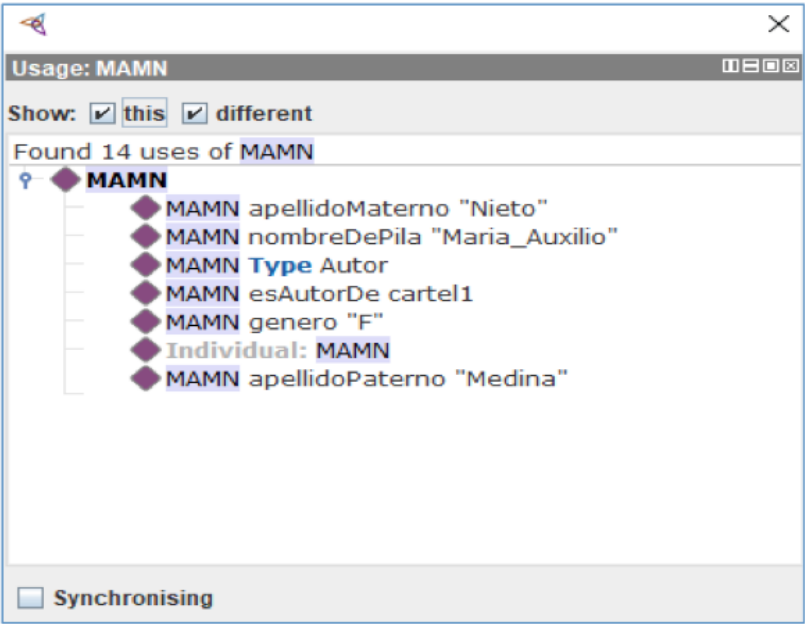 Usage: MAMN
Show: this different
Found 14 uses of MAMN
MAMN
MAMN apellidoMaterno "Nieto"
MAMN nombreDePila "Maria_Auxilio"
MAMN Type Autor
MAMN esAutorDe cartel1
MAMN genero "F"
Individual: MAMN
MAMN apellidoPaterno "Medina"
Synchronising